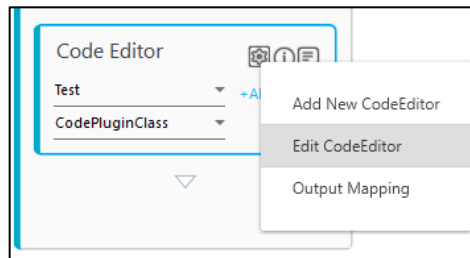 Code Editor
Test
CodePluginClass
Add New CodeEditor
Edit CodeEditor
Output Mapping